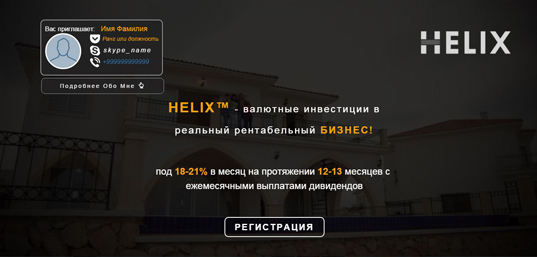 Вас приглашает: Имя Фамилия
Ранг или должность
skype_name
+999999999999
Подробнее Обо Мне
HELIX
HELIX™ - валютные инвестиции в
реальный рентабельный БИЗНЕС!
под 18-21% в месяц на протяжении 12-13 месяцев с
ежемесячными выплатами дивидендов
РЕГИСТРАЦИЯ